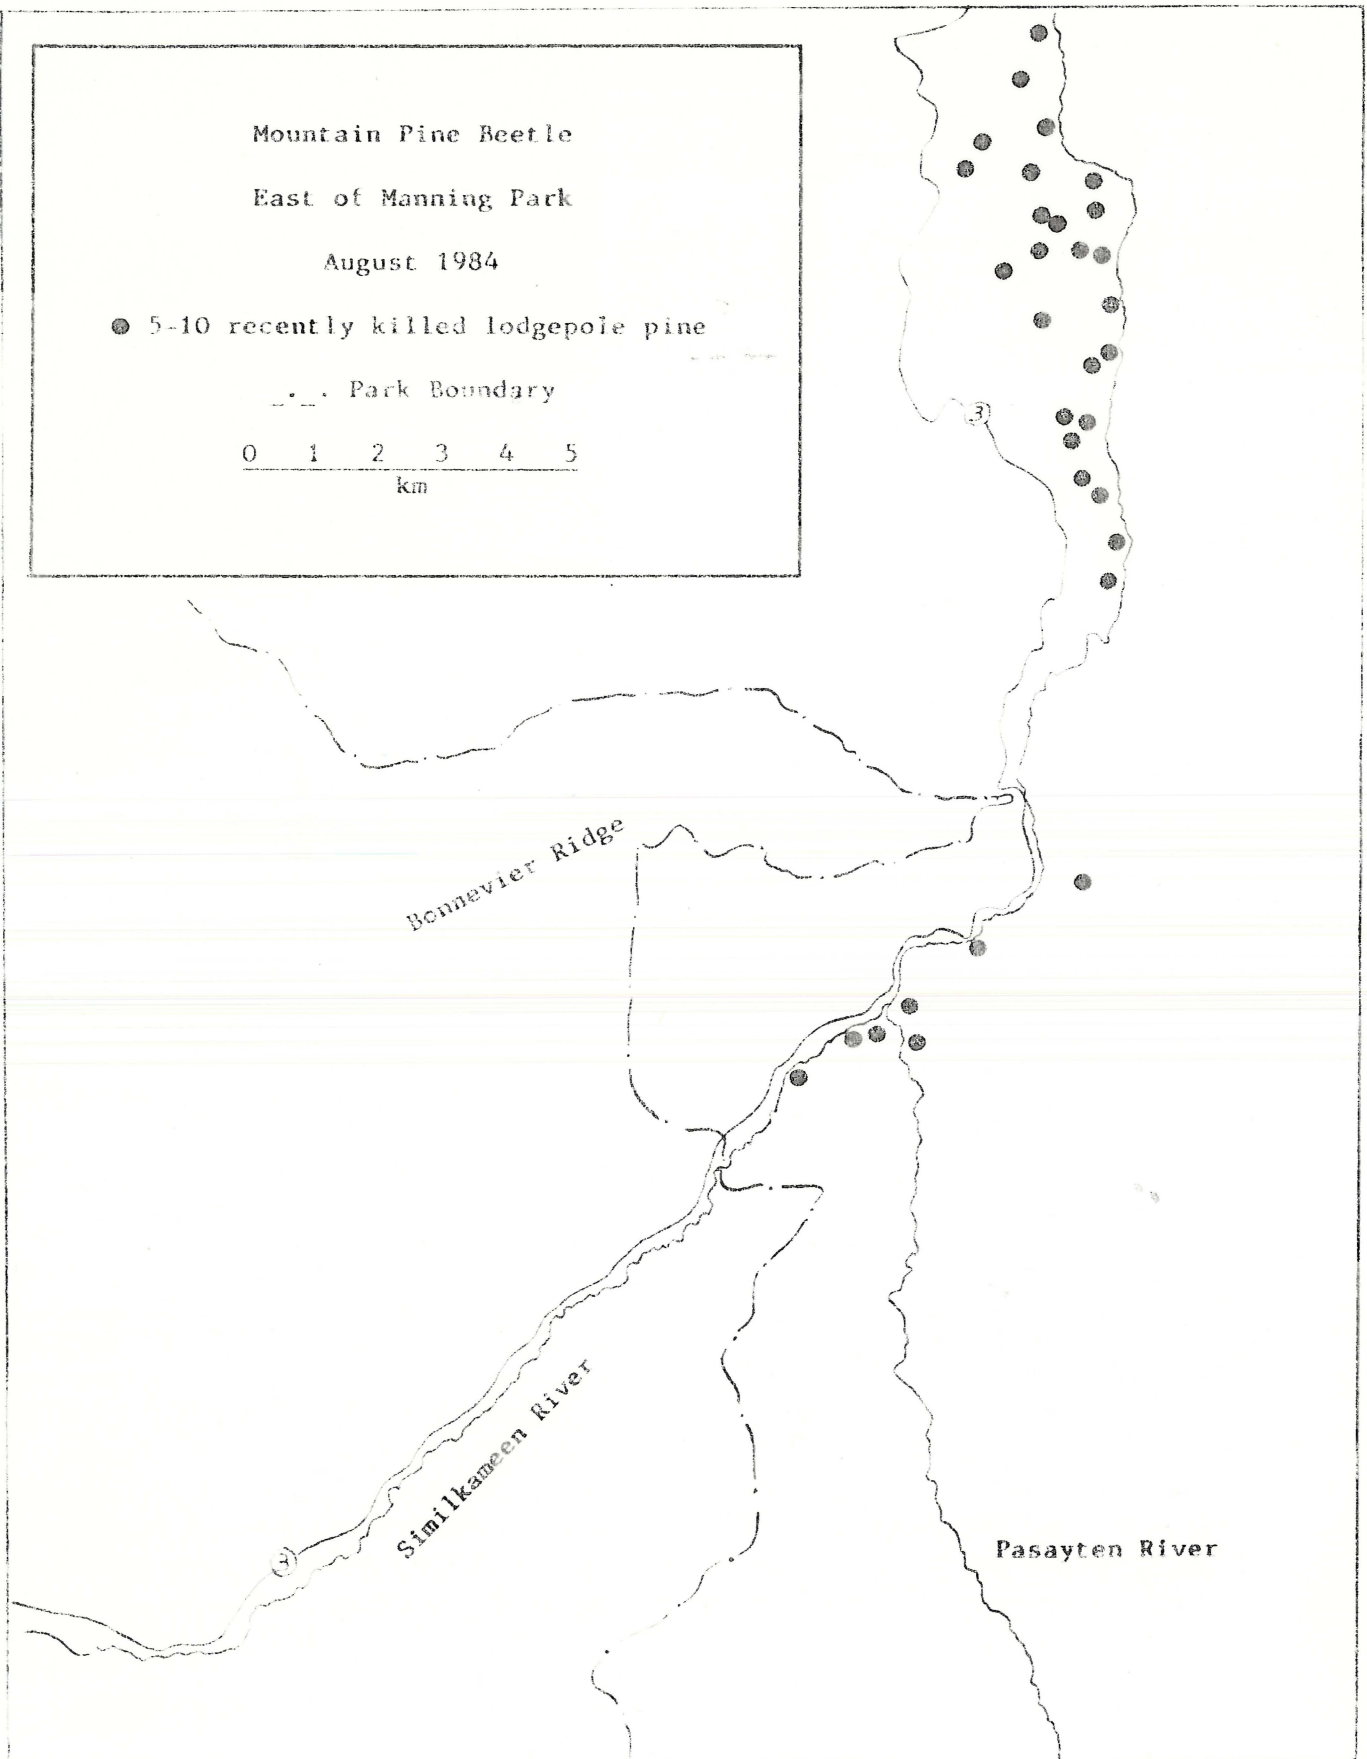 Mountain Pine Beetle
East of Manning Park
August 1984
5-10 recently killed lodgepole pine
_._. Park Boundary
0 1 2 3 4 5
km
3
Bonnevier Ridge
Similkameen River
3
Pasayten River